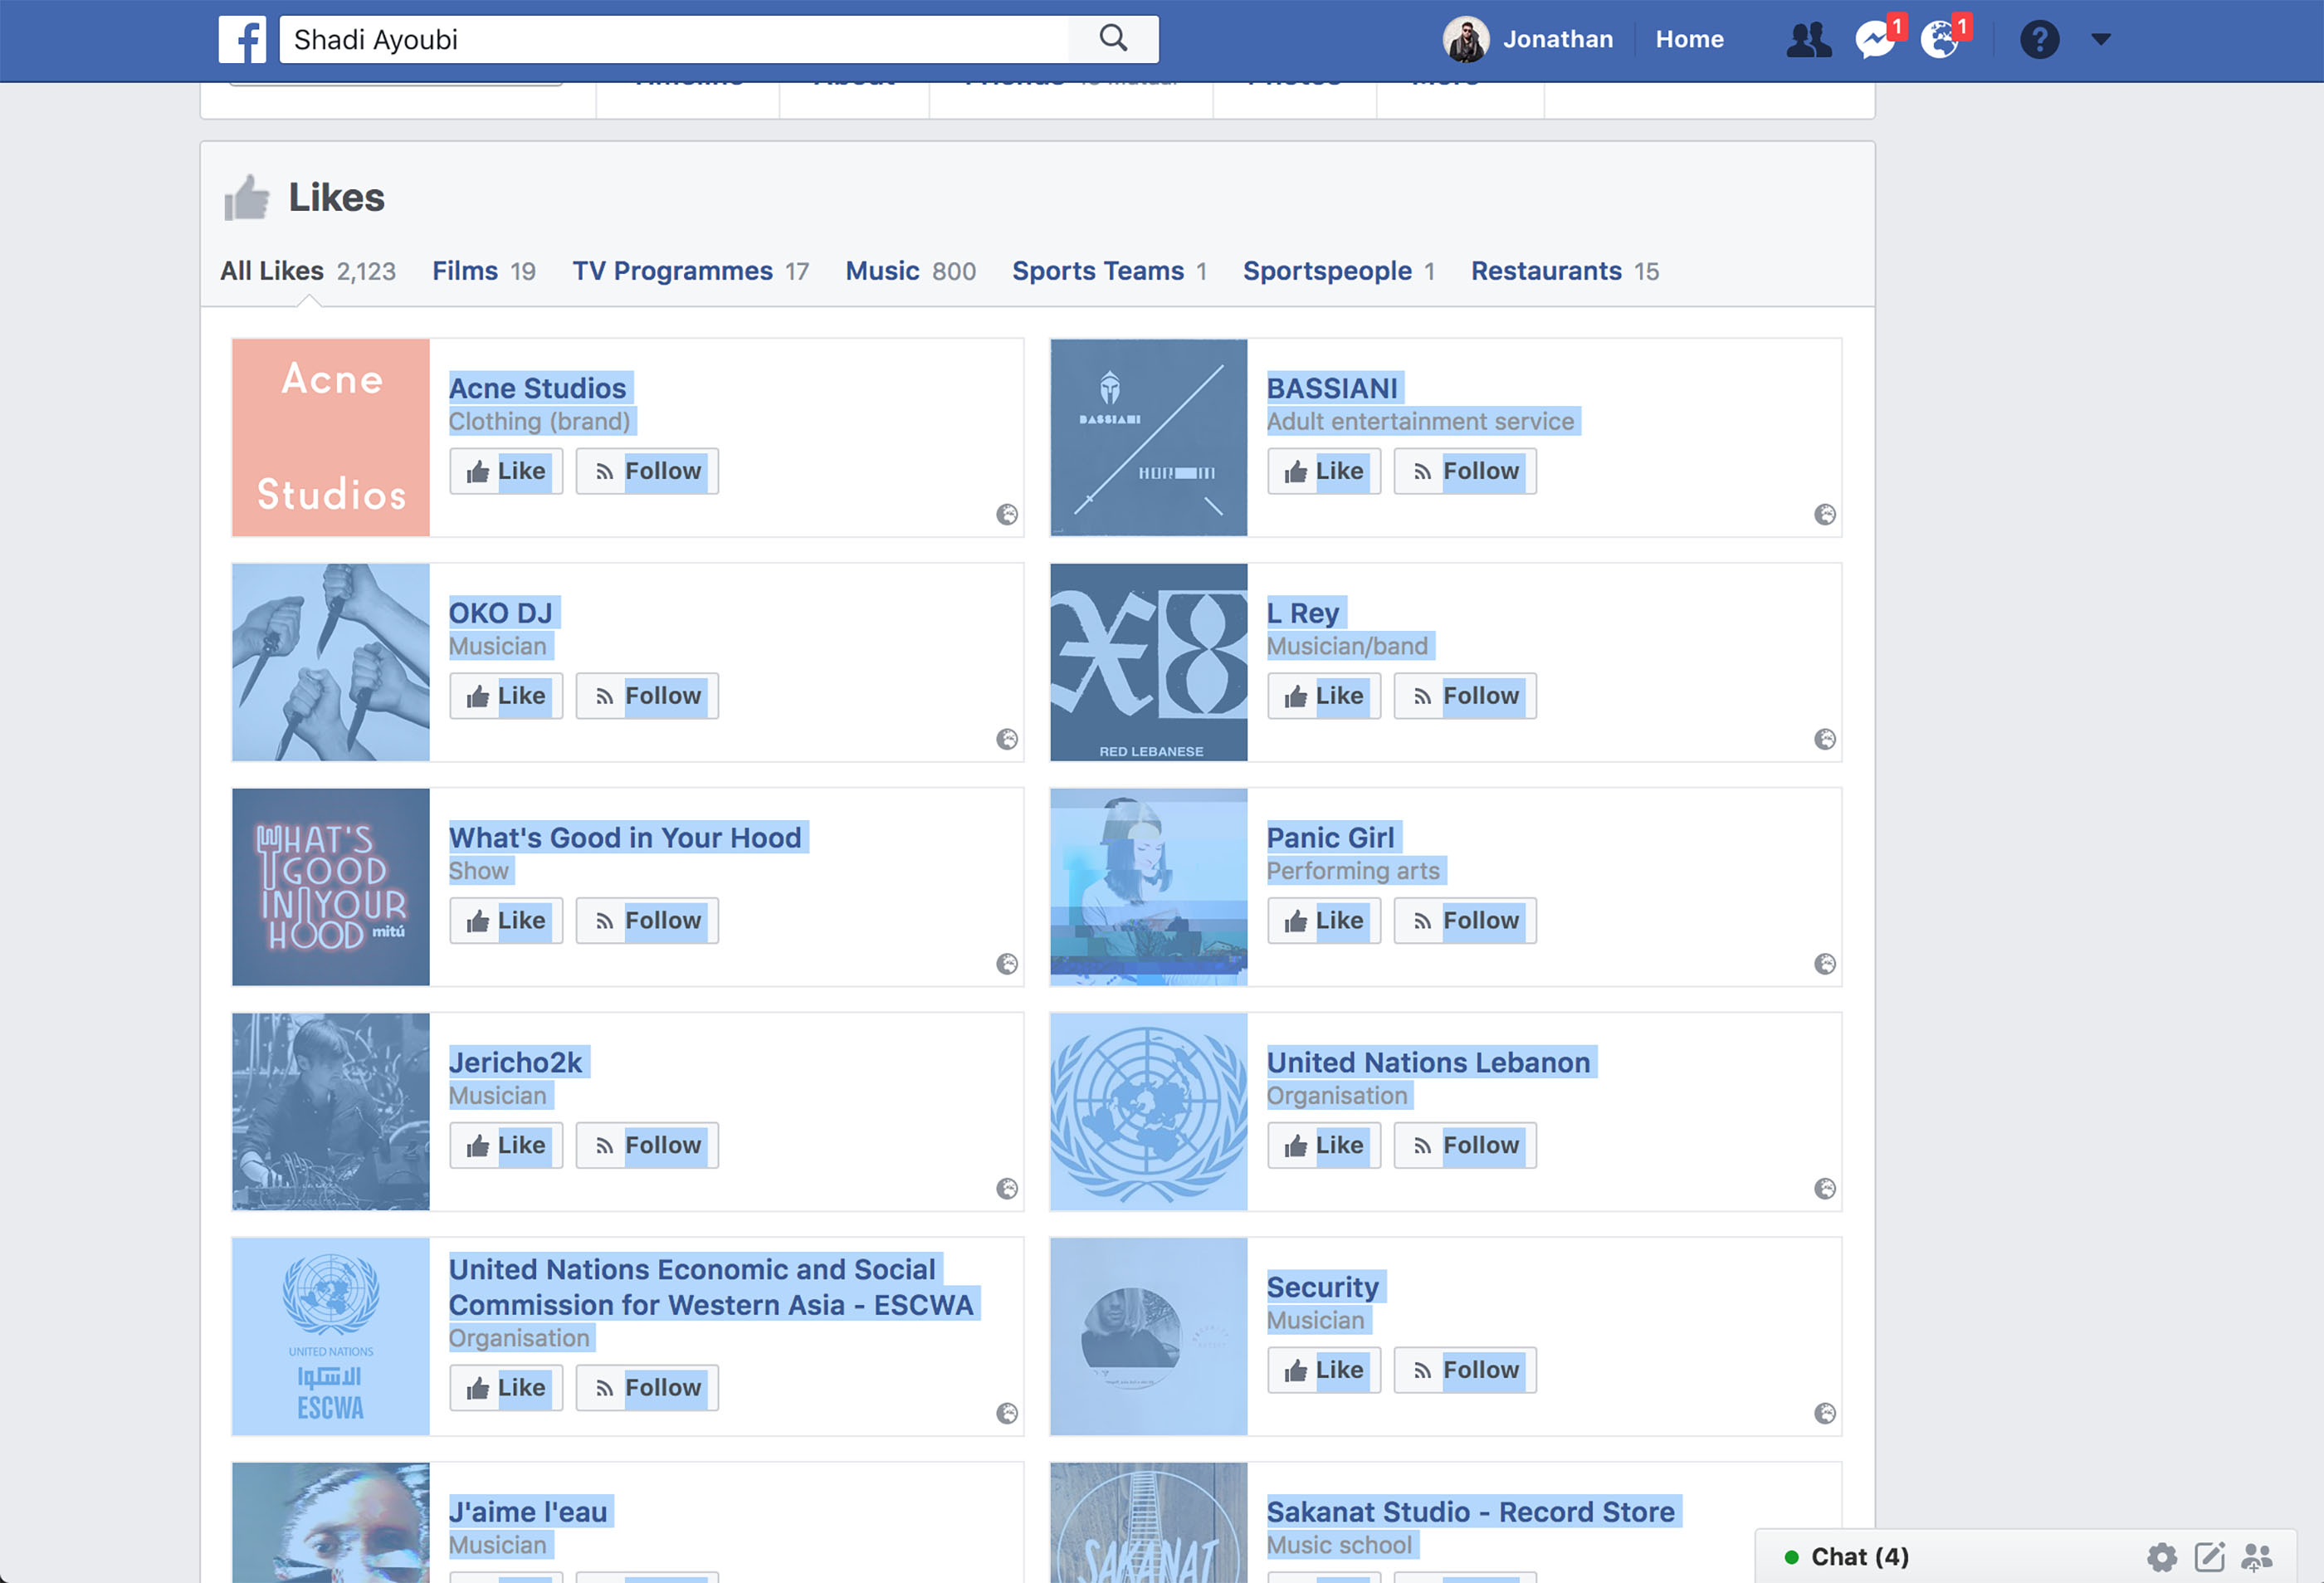 Shadi Ayoubi
Jonathan
Home
1
1
?
Timeline
About
Friends
Photos
More
Likes
All Likes 2,123
Films 19
TV Programmes 17
Music 800
Sports Teams 1
Sportspeople 1
Restaurants 15
Acne
Studios
Acne Studios
Clothing (brand)
Like
Follow
BASSIANI
BASSIANI
Adult entertainment service
Like
Follow
OKO DJ
Musician
Like
Follow
RED LEBANESE
L Rey
Musician/band
Like
Follow
WHAT'S
GOOD
IN YOUR
HOOD mitú
What's Good in Your Hood
Show
Like
Follow
Panic Girl
Performing arts
Like
Follow
Jericho2k
Musician
Like
Follow
United Nations Lebanon
Organisation
Like
Follow
UNITED NATIONS
الاسكوا
ESCWA
United Nations Economic and Social
Commission for Western Asia - ESCWA
Organisation
Like
Follow
Security
Musician
Like
Follow
J'aime l'eau
Musician
SAKANAT
Sakanat Studio - Record Store
Music school
Chat (4)